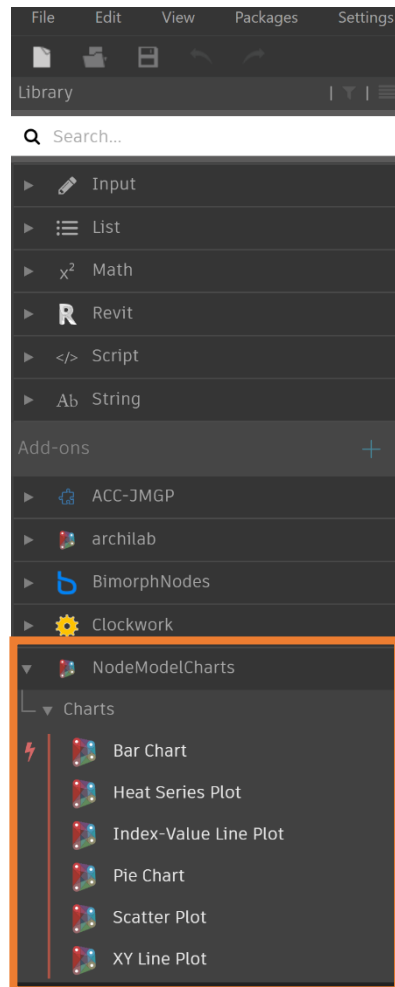 File Edit View Packages Settings
Library
Search...
Input
List
x² Math
R Revit
</> Script
Ab String
Add-ons
ACC-JMGP
archilab
BimorphNodes
Clockwork
NodeModelCharts
Charts
Bar Chart
Heat Series Plot
Index-Value Line Plot
Pie Chart
Scatter Plot
XY Line Plot